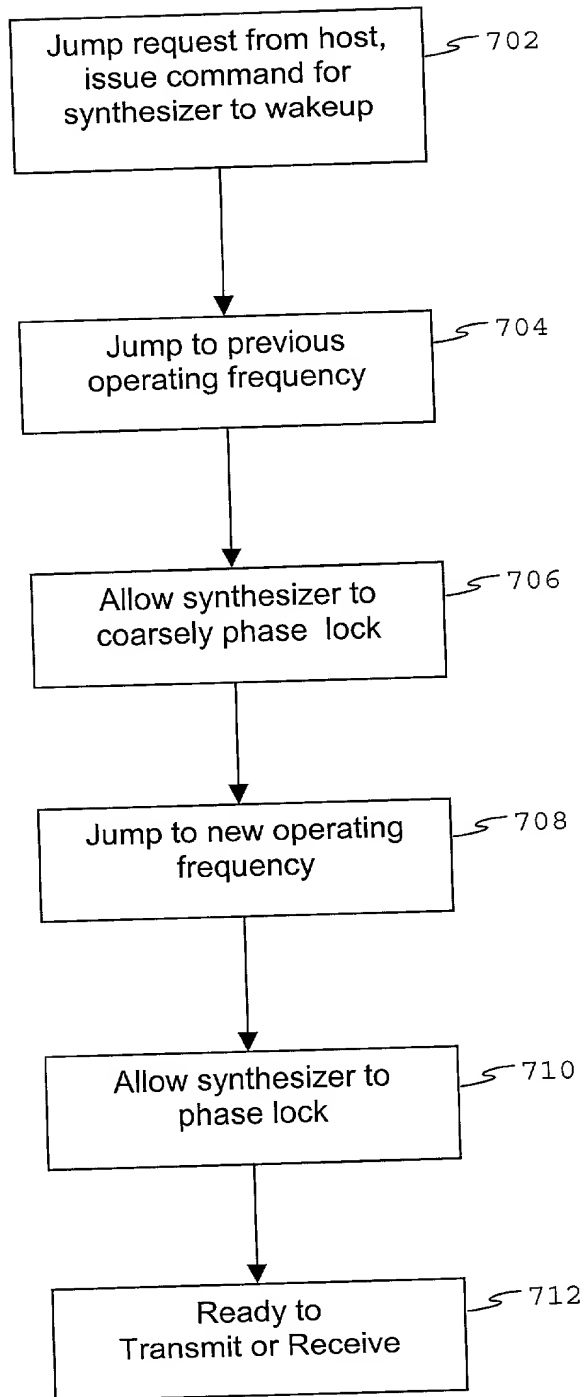 Jump request from host,
issue command for
synthesizer to wakeup
702
Jump to previous
operating frequency
704
Allow synthesizer to
coarsely phase lock
706
Jump to new operating
frequency
708
Allow synthesizer to
phase lock
710
Ready to
Transmit or Receive
712